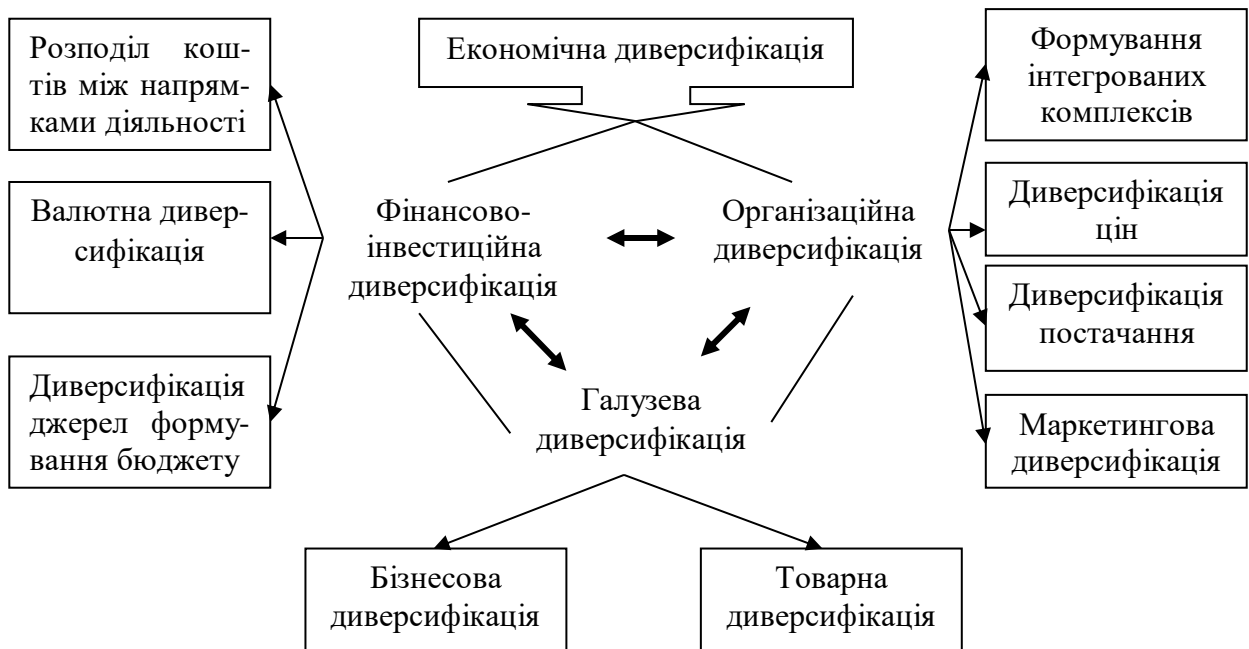 Економічна диверсифікація
Розподіл кош-
тів між напрям-
ками діяльності
Валютна дивер-
сифікація
Диверсифікація
джерел форму-
вання бюджету
Фінансово-
інвестиційна
диверсифікація
Організаційна
диверсифікація
Галузева
диверсифікація
Формування
інтегрованих
комплексів
Диверсифікація
цін
Диверсифікація
постачання
Маркетингова
диверсифікація
Бізнесова
диверсифікація
Товарна
диверсифікація